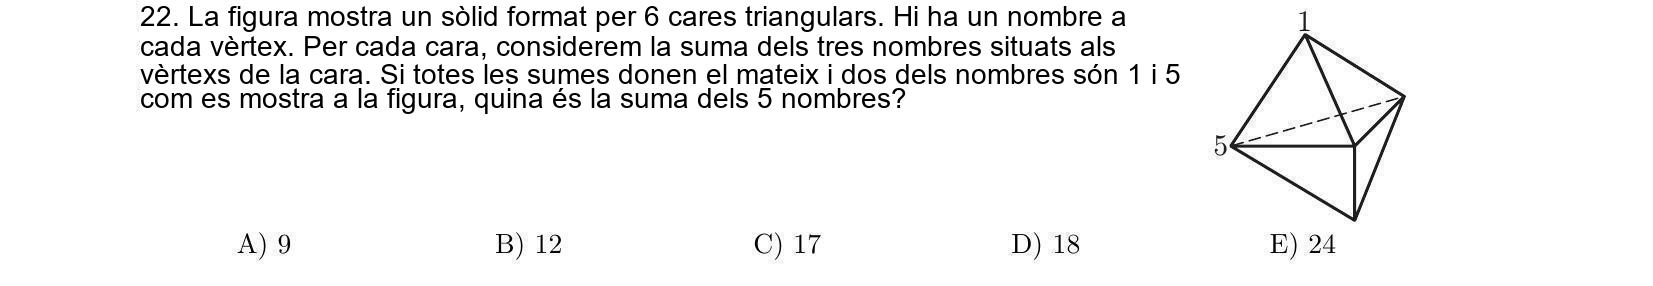 22. La figura mostra un sòlid format per 6 cares triangulars. Hi ha un nombre a
cada vèrtex. Per cada cara, considerem la suma dels tres nombres situats als
vèrtexs de la cara. Si totes les sumes donen el mateix i dos dels nombres són 1 i 5
com es mostra a la figura, quina és la suma dels 5 nombres?
1
5
A) 9 B) 12 C) 17 D) 18 E) 24